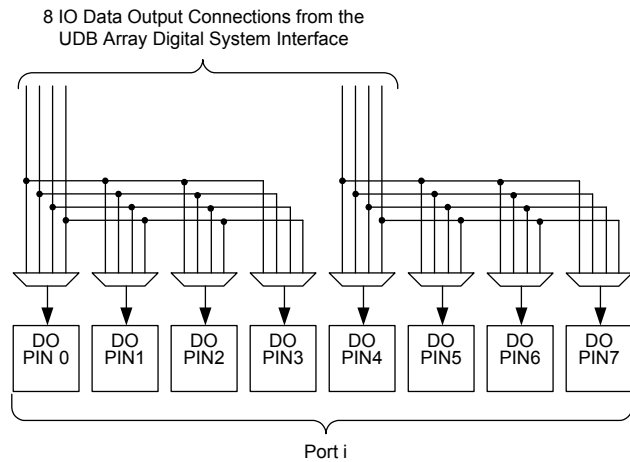 8 IO Data Output Connections from the
UDB Array Digital System Interface
DO
PIN 0
DO
PIN1
DO
PIN2
DO
PIN3
DO
PIN4
DO
PIN5
DO
PIN6
DO
PIN7
Port i